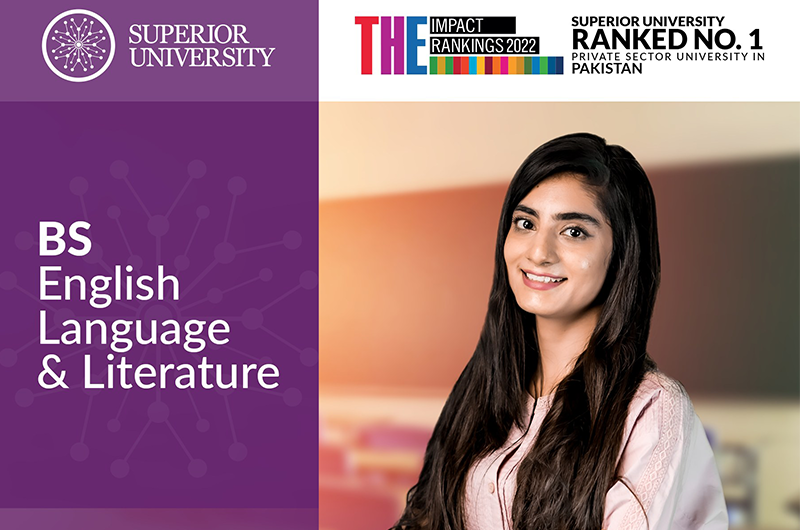 SUPERIOR
UNIVERSITY
THE
IMPACT
RANKINGS 2022
SUPERIOR UNIVERSITY
RANKED NO. 1
PRIVATE SECTOR UNIVERSITY IN
PAKISTAN
BS
English
Language
& Literature